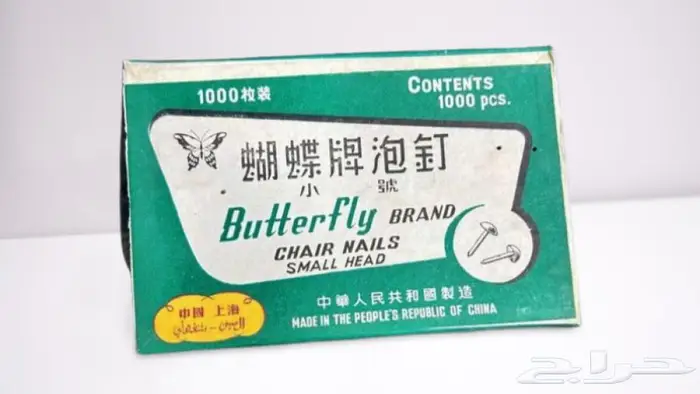 1000枚装
CONTENTS
1000 PCS.
蝴蝶牌泡釘
小號
Butterfly BRAND
CHAIR NAILS
SMALL HEAD
中華人民共和國製造
MADE IN THE PEOPLE'S REPUBLIC OF CHINA
中國 上海
الصين - شنغهاي
حراج